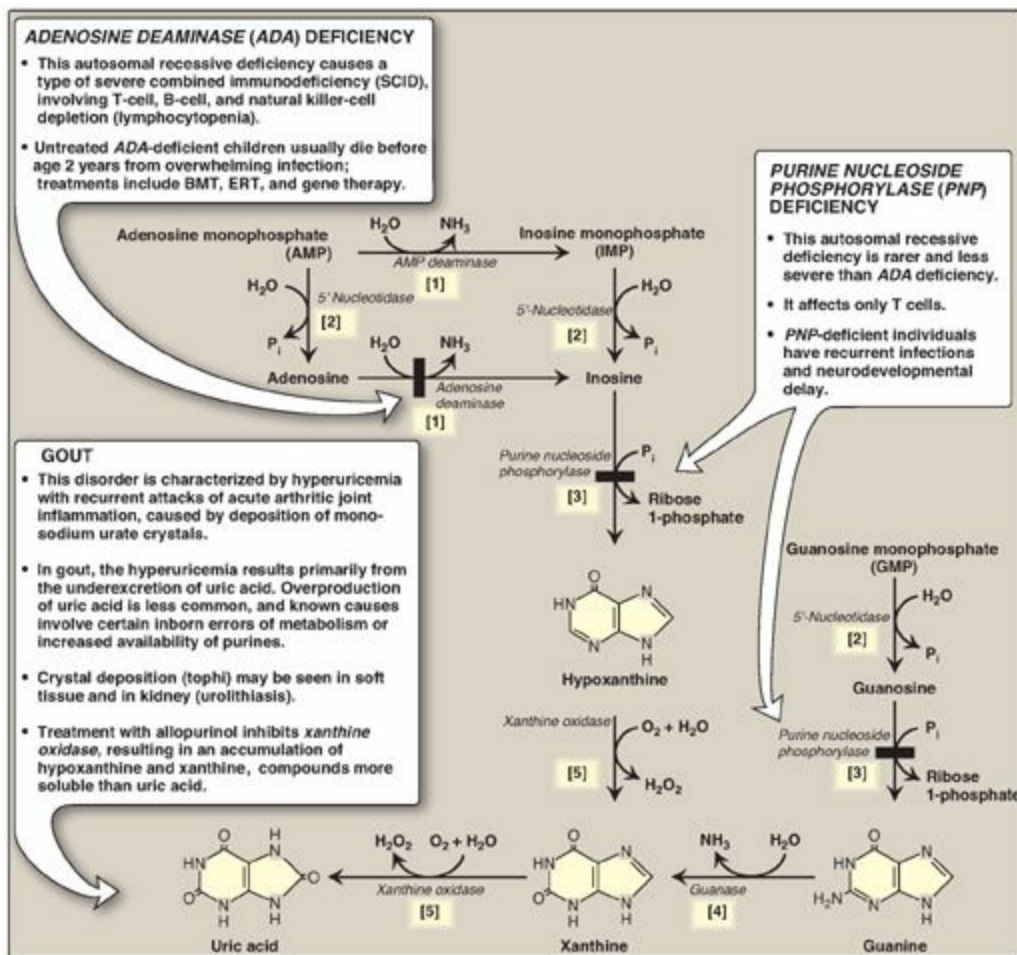 ADENOSINE DEAMINASE (ADA) DEFICIENCY
• This autosomal recessive deficiency causes a
type of severe combined immunodeficiency (SCID),
involving T-cell, B-cell, and natural killer-cell
depletion (lymphocytopenia).
• Untreated ADA-deficient children usually die before
age 2 years from overwhelming infection;
treatments include BMT, ERT, and gene therapy.
PURINE NUCLEOSIDE
PHOSPHORYLASE (PNP)
DEFICIENCY
• This autosomal recessive
deficiency is rarer and less
severe than ADA deficiency.
• It affects only T cells.
• PNP-deficient individuals
have recurrent infections
and neurodevelopmental
delay.
Adenosine monophosphate
(AMP)
H2O
NH3
AMP deaminase
[1]
Inosine monophosphate
(IMP)
H2O
5' Nucleotidase
[2]
Pi
5'-Nucleotidase
[2]
H2O
Pi
Adenosine
H2O
NH3
Adenosine
deaminase
[1]
Inosine
Purine nucleoside
phosphorylase
[3]
Pi
Ribose
1-phosphate
GOUT
• This disorder is characterized by hyperuricemia
with recurrent attacks of acute arthritic joint
inflammation, caused by deposition of mono-
sodium urate crystals.
• In gout, the hyperuricemia results primarily from
the underexcretion of uric acid. Overproduction
of uric acid is less common, and known causes
involve certain inborn errors of metabolism or
increased availability of purines.
• Crystal deposition (tophi) may be seen in soft
tissue and in kidney (urolithiasis).
• Treatment with allopurinol inhibits xanthine
oxidase, resulting in an accumulation of
hypoxanthine and xanthine, compounds more
soluble than uric acid.
O
HN
N
N
N
H
Hypoxanthine
Guanosine monophosphate
(GMP)
5'-Nucleotidase
[2]
H2O
Pi
Guanosine
Xanthine oxidase
[5]
O2 + H2O
H2O2
Purine nucleoside
phosphorylase
[3]
Pi
Ribose
1-phosphate
O
HN
O
N
H
H
N
O
N
H
Uric acid
H2O2
O2 + H2O
Xanthine oxidase
[5]
O
HN
O
N
H
N
N
H
Xanthine
NH3
H2O
Guanase
[4]
O
HN
H2N
N
N
N
H
Guanine